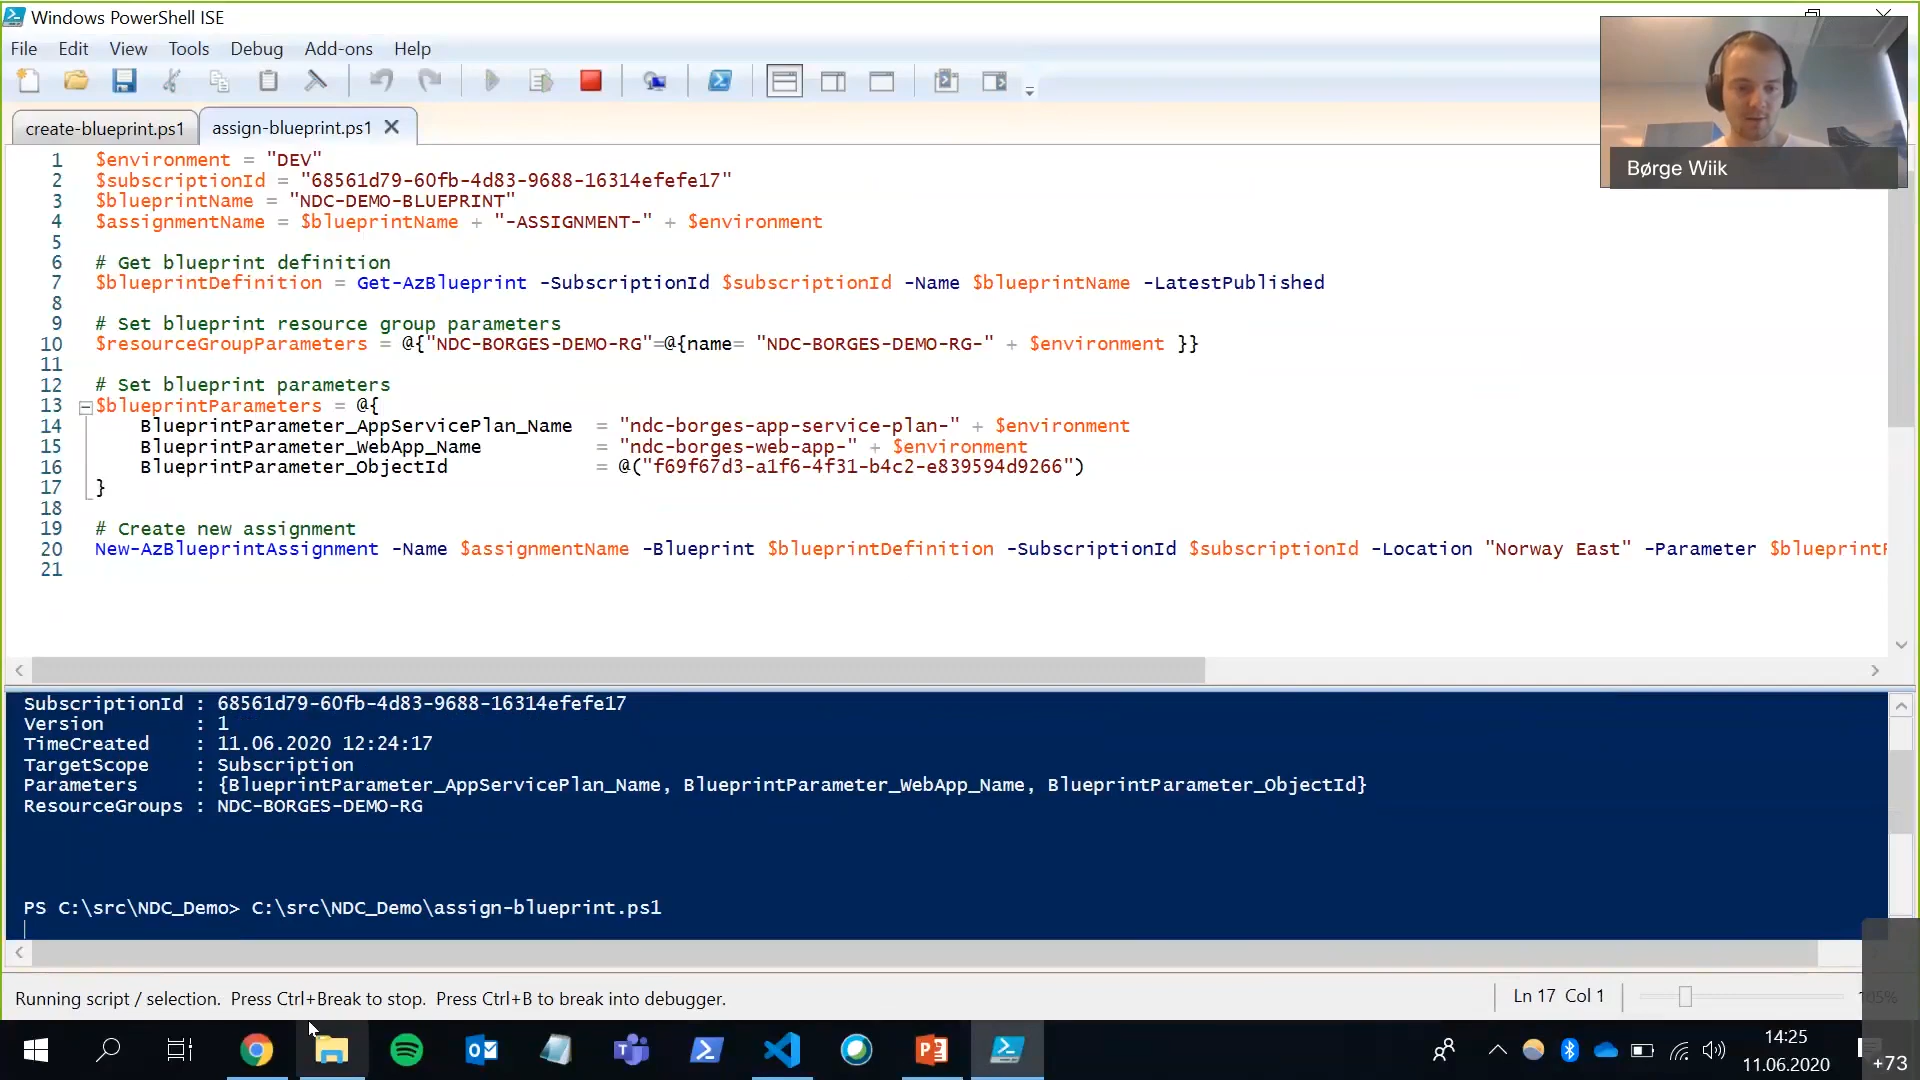 Windows PowerShell ISE
File Edit View Tools Debug Add-ons Help
create-blueprint.ps1 assign-blueprint.ps1
Børge Wiik
1 $environment = "DEV"
2 $subscriptionId = "68561d79-60fb-4d83-9688-16314efefe17"
3 $blueprintName = "NDC-DEMO-BLUEPRINT"
4 $assignmentName = $blueprintName + "-ASSIGNMENT-" + $environment
5
6 # Get blueprint definition
7 $blueprintDefinition = Get-AzBlueprint -SubscriptionId $subscriptionId -Name $blueprintName -LatestPublished
8
9 # Set blueprint resource group parameters
10 $resourceGroupParameters = @{"NDC-BORGES-DEMO-RG"=@{name= "NDC-BORGES-DEMO-RG-" + $environment }}
11
12 # Set blueprint parameters
13 $blueprintParameters = @{
14 BlueprintParameter_AppServicePlan_Name = "ndc-borges-app-service-plan-" + $environment
15 BlueprintParameter_WebApp_Name = "ndc-borges-web-app-" + $environment
16 BlueprintParameter_ObjectId = @("f69f67d3-a1f6-4f31-b4c2-e839594d9266")
17 }
18
19 # Create new assignment
20 New-AzBlueprintAssignment -Name $assignmentName -Blueprint $blueprintDefinition -SubscriptionId $subscriptionId -Location "Norway East" -Parameter $blueprint
21
SubscriptionId : 68561d79-60fb-4d83-9688-16314efefe17
Version : 1
TimeCreated : 11.06.2020 12:24:17
TargetScope : Subscription
Parameters : {BlueprintParameter_AppServicePlan_Name, BlueprintParameter_WebApp_Name, BlueprintParameter_ObjectId}
ResourceGroups : NDC-BORGES-DEMO-RG
PS C:\src\NDC_Demo> C:\src\NDC_Demo\assign-blueprint.ps1
Running script / selection. Press Ctrl+Break to stop. Press Ctrl+B to break into debugger.
Ln 17 Col 1
14:25
11.06.2020
+73